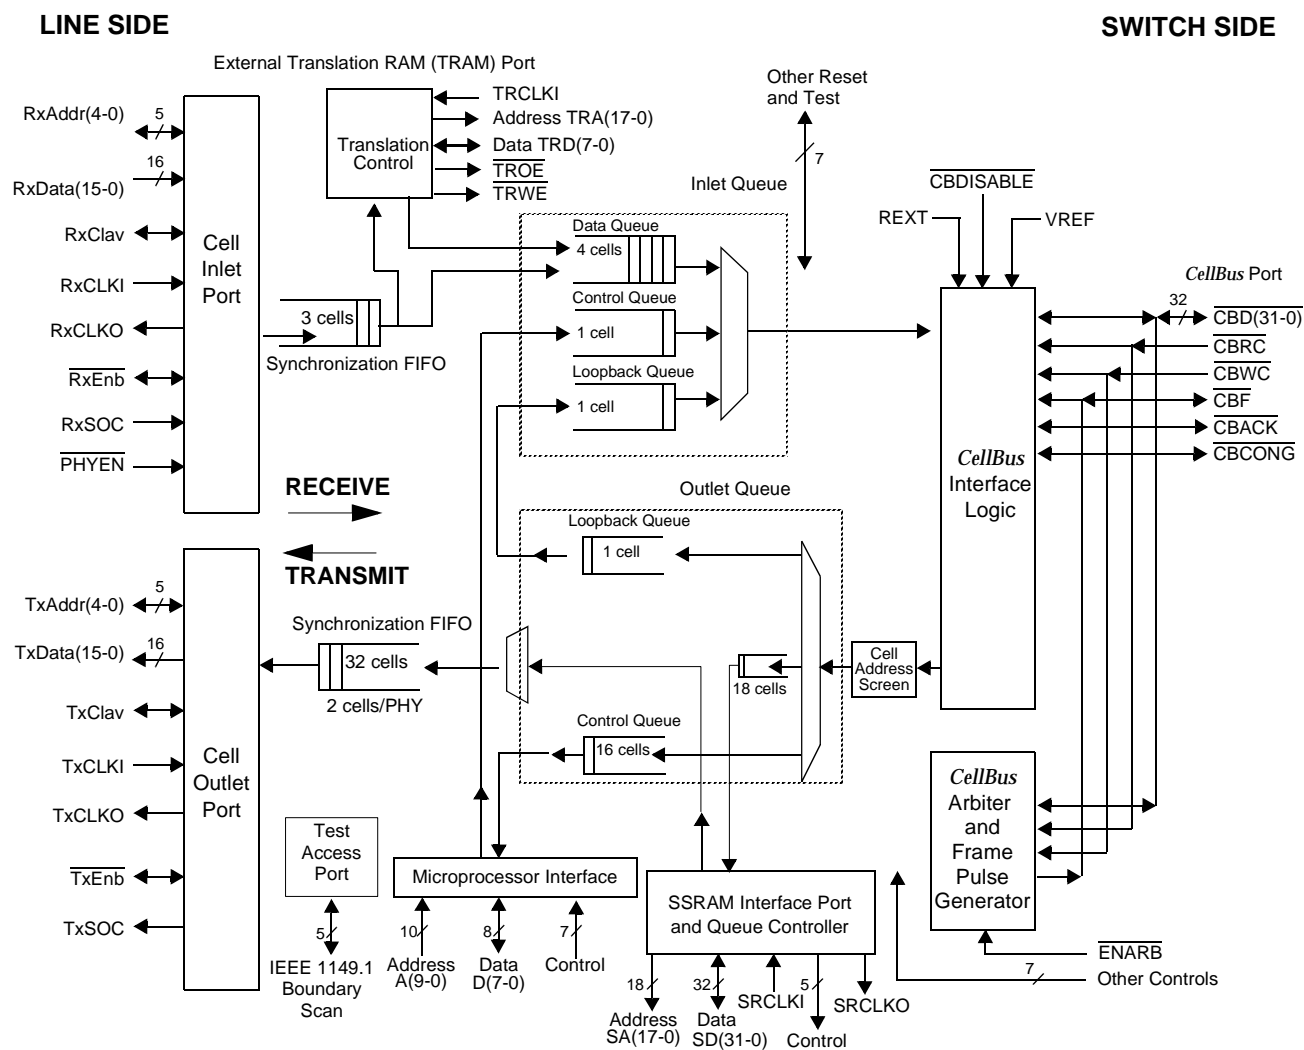 LINE SIDE
SWITCH SIDE
External Translation RAM (TRAM) Port
RxAddr(4-0)
5
16
RxData(15-0)
RxClav
RxCLKI
RxCLKO
RxEnb
RxSOC
PHYEN
Cell
Inlet
Port
Translation
Control
TRCLKI
Address TRA(17-0)
Data TRD(7-0)
TROE
TRWE
3 cells
Synchronization FIFO
Other Reset
and Test
7
Inlet Queue
Data Queue
4 cells
Control Queue
1 cell
Loopback Queue
1 cell
CBDISABLE
REXT
VREF
CellBus Port
32
CBD(31-0)
CBRC
CBWC
CBF
CBACK
CBCONG
CellBus
Interface
Logic
RECEIVE
TRANSMIT
Outlet Queue
Loopback Queue
1 cell
Synchronization FIFO
32 cells
2 cells/PHY
18 cells
Control Queue
16 cells
Cell
Address
Screen
TxAddr(4-0)
5
TxData(15-0)
16
TxClav
TxCLKI
TxCLKO
TxEnb
TxSOC
Cell
Outlet
Port
Test
Access
Port
5
IEEE 1149.1
Boundary
Scan
Microprocessor Interface
10
8
7
Address
A(9-0)
Data
D(7-0)
Control
SSRAM Interface Port
and Queue Controller
18
32
5
SRCLKI
SRCLKO
Address
SA(17-0)
Data
SD(31-0)
Control
CellBus
Arbiter
and
Frame
Pulse
Generator
ENARB
7
Other Controls